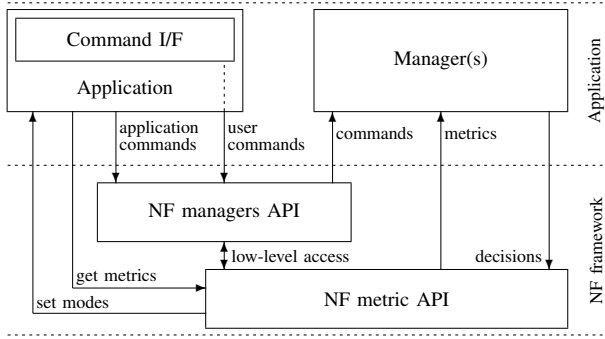 Command I/F
Application
Manager(s)
Application
application
commands
user
commands
commands
metrics
NF managers API
low-level access
decisions
get metrics
set modes
NF metric API
NF framework